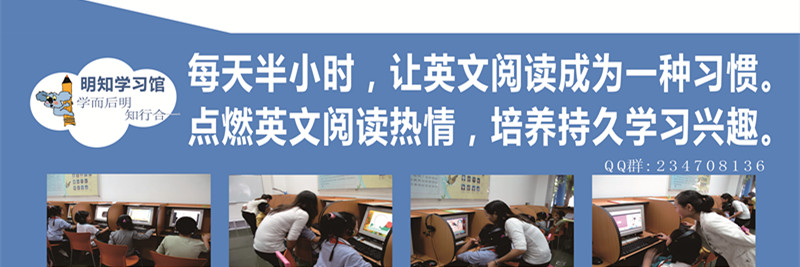 明知学习馆
学而后明
知行合一
每天半小时，让英文阅读成为一种习惯。
点燃英文阅读热情，培养持久学习兴趣。
QQ群:234708136